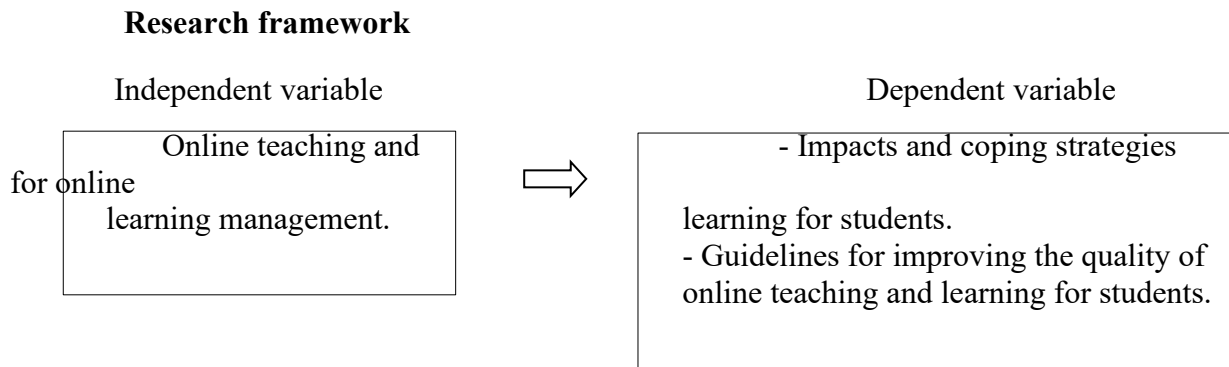 Research framework
Independent variable
Dependent variable
Online teaching and
- Impacts and coping strategies
for online
learning management.
learning for students.
- Guidelines for improving the quality of
online teaching and learning for students.